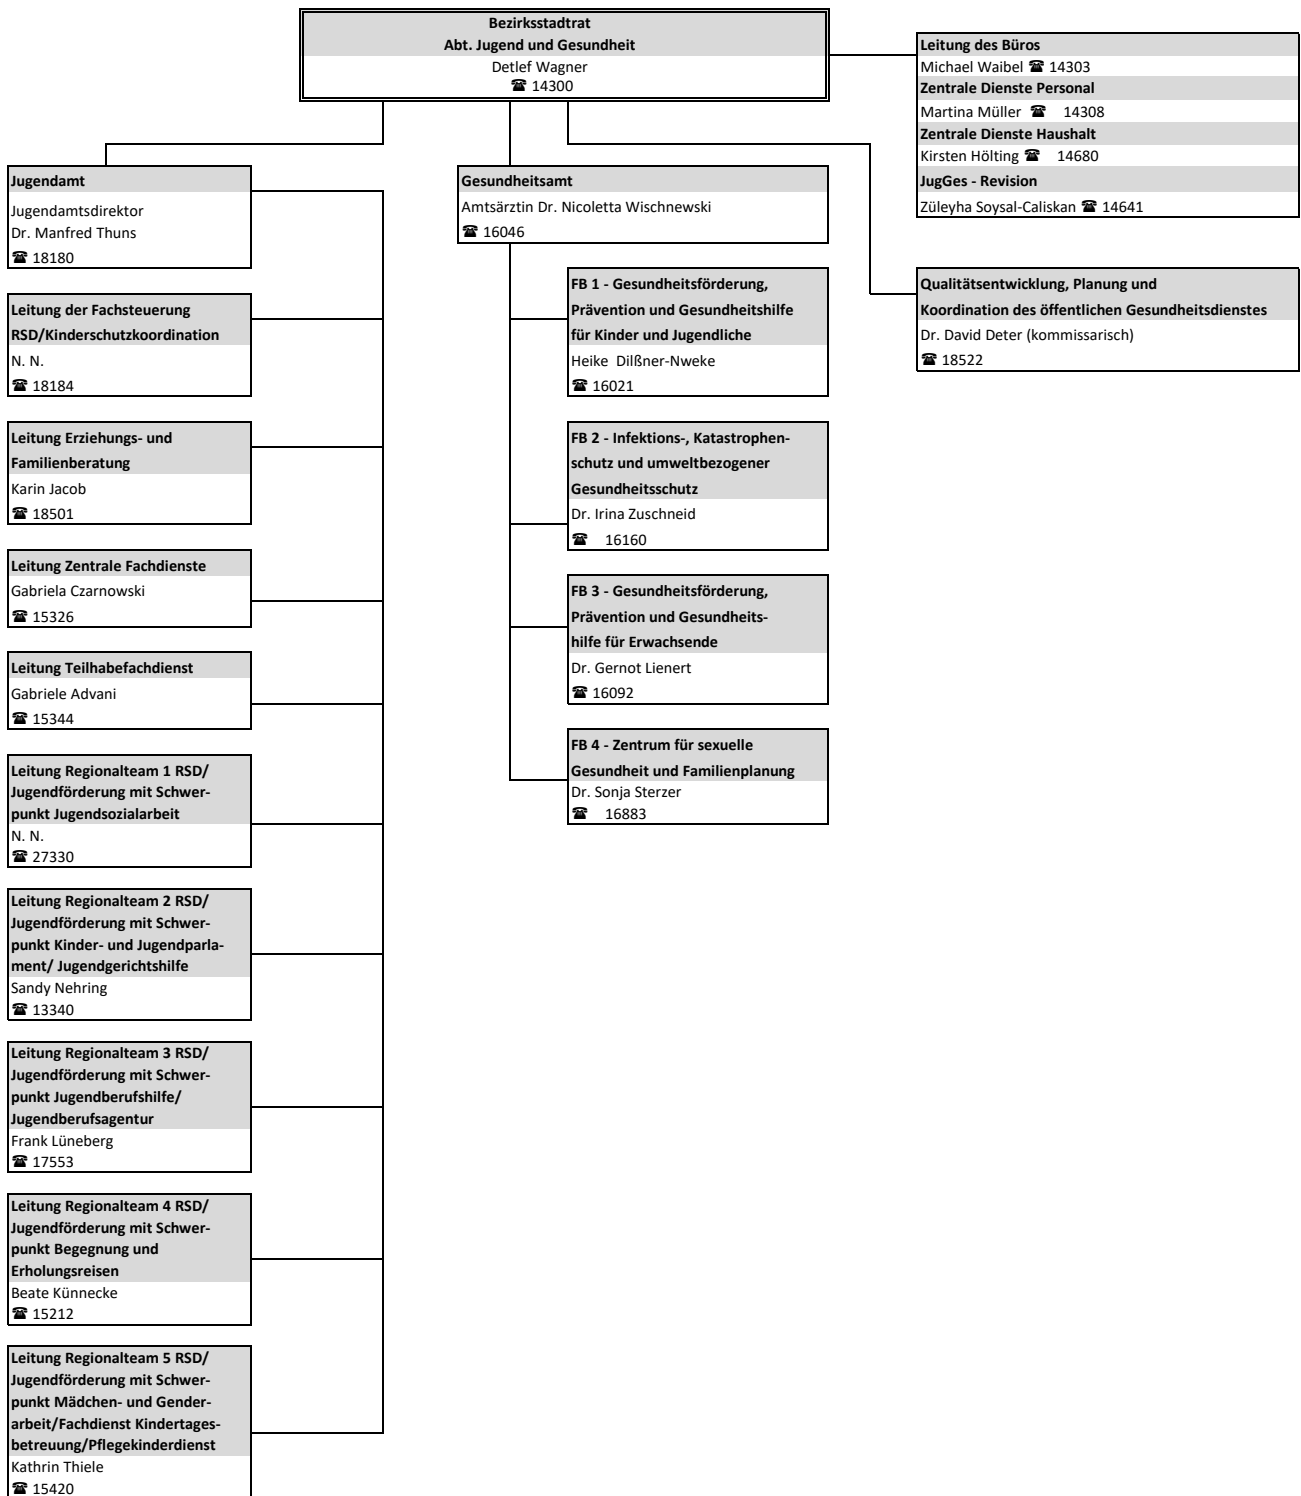 Bezirksstadtrat
Abt. Jugend und Gesundheit
Detlef Wagner
☎ 14300
Leitung des Büros
Michael Waibel ☎ 14303
Zentrale Dienste Personal
Martina Müller ☎ 14308
Zentrale Dienste Haushalt
Kirsten Hölting ☎ 14680
JugGes - Revision
Züleyha Soysal-Caliskan ☎ 14641
Jugendamt
Jugendamtsdirektor
Dr. Manfred Thuns
☎ 18180
Leitung der Fachsteuerung
RSD/Kinderschutzkoordination
N. N.
☎ 18184
Leitung Erziehungs- und
Familienberatung
Karin Jacob
☎ 18501
Leitung Zentrale Fachdienste
Gabriela Czarnowski
☎ 15326
Leitung Teilhabefachdienst
Gabriele Advani
☎ 15344
Leitung Regionalteam 1 RSD/
Jugendförderung mit Schwer-
punkt Jugendsozialarbeit
N. N.
☎ 27330
Leitung Regionalteam 2 RSD/
Jugendförderung mit Schwer-
punkt Kinder- und Jugendparla-
ment/ Jugendgerichtshilfe
Sandy Nehring
☎ 13340
Leitung Regionalteam 3 RSD/
Jugendförderung mit Schwer-
punkt Jugendberufshilfe/
Jugendberufsagentur
Frank Lüneberg
☎ 17553
Leitung Regionalteam 4 RSD/
Jugendförderung mit Schwer-
punkt Begegnung und
Erholungsreisen
Beate Künnecke
☎ 15212
Leitung Regionalteam 5 RSD/
Jugendförderung mit Schwer-
punkt Mädchen- und Gender-
arbeit/Fachdienst Kindertages-
betreuung/Pflegekinderdienst
Kathrin Thiele
☎ 15420
Gesundheitsamt
Amtsärztin Dr. Nicoletta Wischnewski
☎ 16046
FB 1 - Gesundheitsförderung,
Prävention und Gesundheitshilfe
für Kinder und Jugendliche
Heike Dilßner-Nweke
☎ 16021
FB 2 - Infektions-, Katastrophen-
schutz und umweltbezogener
Gesundheitsschutz
Dr. Irina Zuschneid
☎ 16160
FB 3 - Gesundheitsförderung,
Prävention und Gesundheits-
hilfe für Erwachsende
Dr. Gernot Lienert
☎ 16092
FB 4 - Zentrum für sexuelle
Gesundheit und Familienplanung
Dr. Sonja Sterzer
☎ 16883
Qualitätsentwicklung, Planung und
Koordination des öffentlichen Gesundheitsdienstes
Dr. David Deter (kommissarisch)
☎ 18522